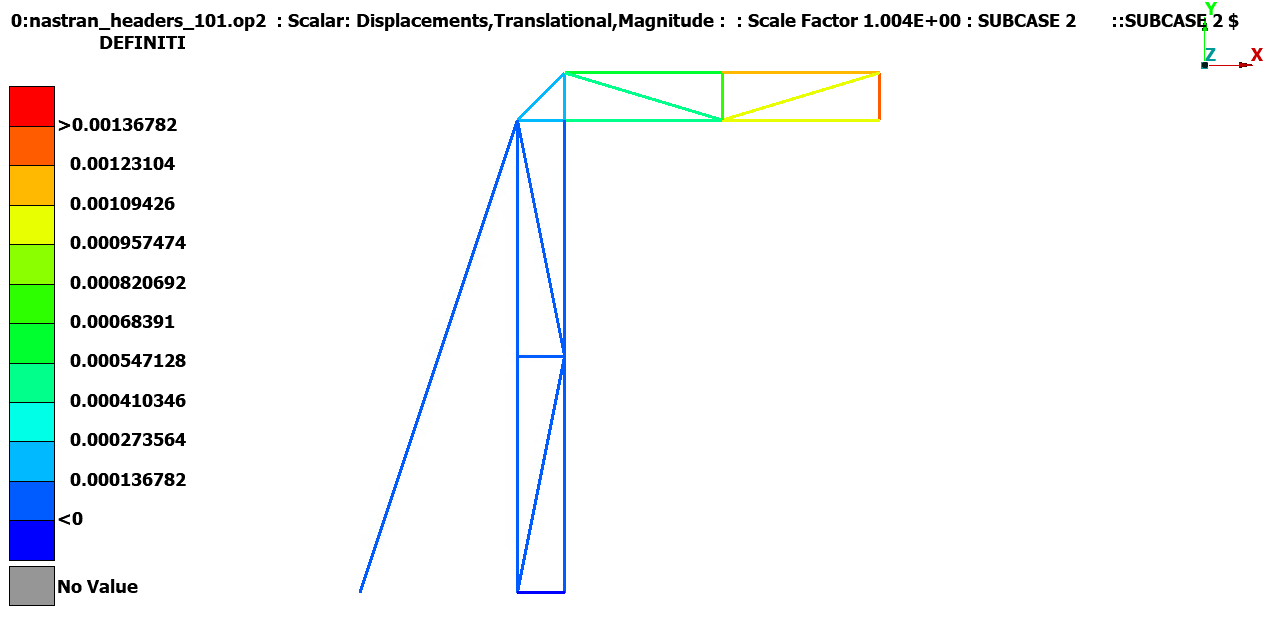 0:nastran_headers_101.op2 : Scalar: Displacements,Translational,Magnitude : : Scale Factor 1.004E+00 : SUBCASE 2 ::SUBCASE 2 $
DEFINITI
Y
Z
X
>0.00136782
0.00123104
0.00109426
0.000957474
0.000820692
0.00068391
0.000547128
0.000410346
0.000273564
0.000136782
<0
No Value